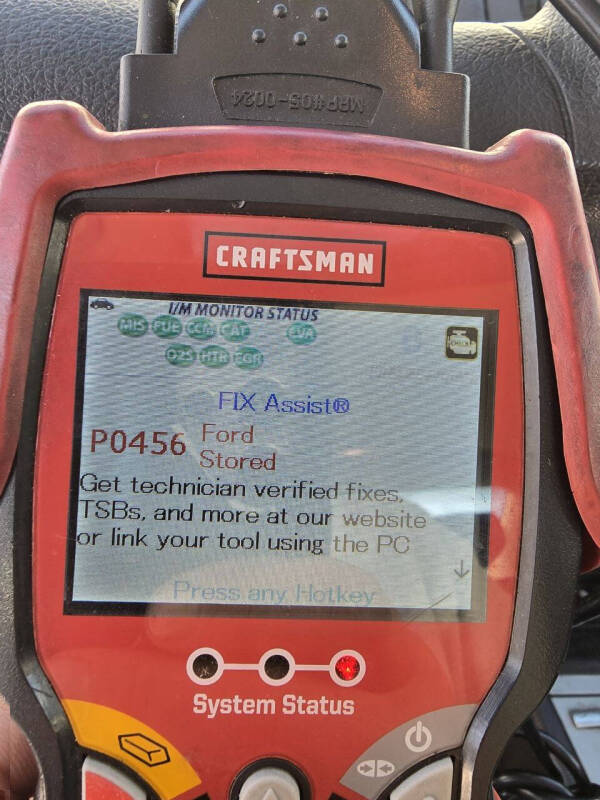 MRP#05-0024
CRAFTSMAN
I/M MONITOR STATUS
MIS FUE CCM CAT EVA
O2S HTR EGR
CHECK
FIX Assist®
P0456 Ford
Stored
Get technician verified fixes,
TSBs, and more at our website
or link your tool using the PC
Press any Hotkey
System Status